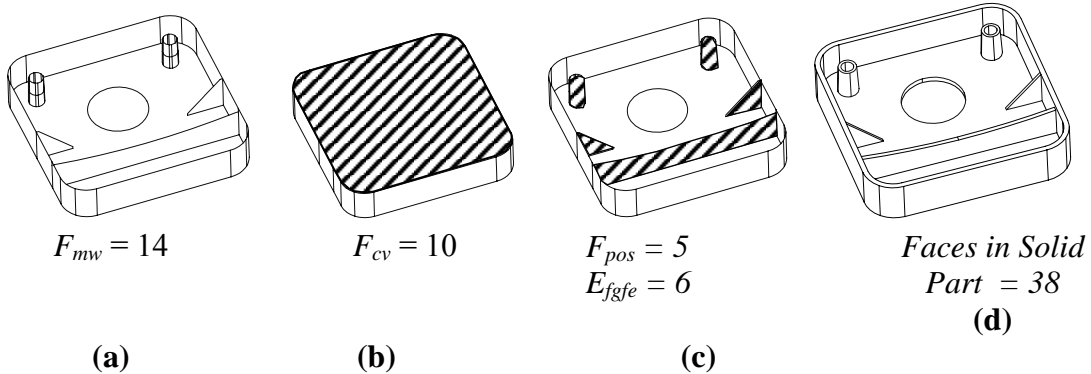 F_mw = 14
F_cv = 10
F_pos = 5
E_fgfe = 6
Faces in Solid
Part = 38
(a)
(b)
(c)
(d)